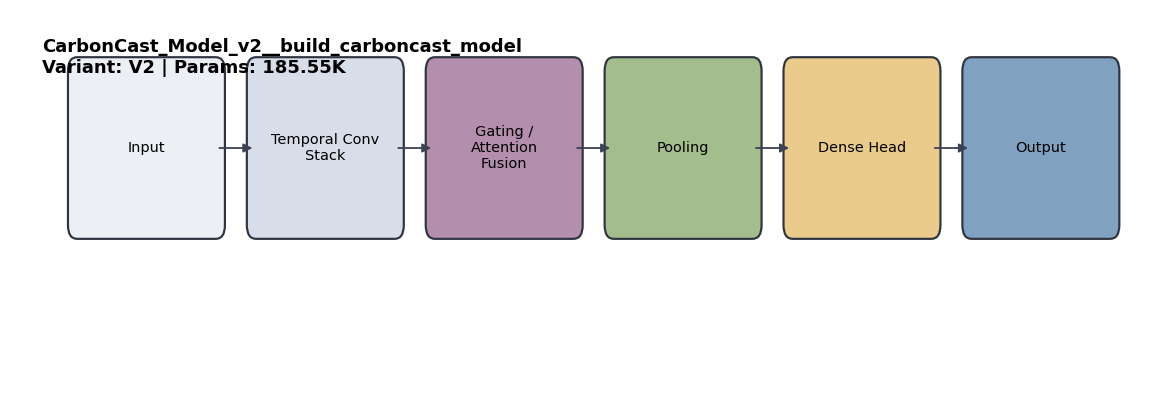 CarbonCast_Model_v2__build_carboncast_model
Variant: V2 | Params: 185.55K
Input
Temporal Conv
Stack
Gating /
Attention
Fusion
Pooling
Dense Head
Output